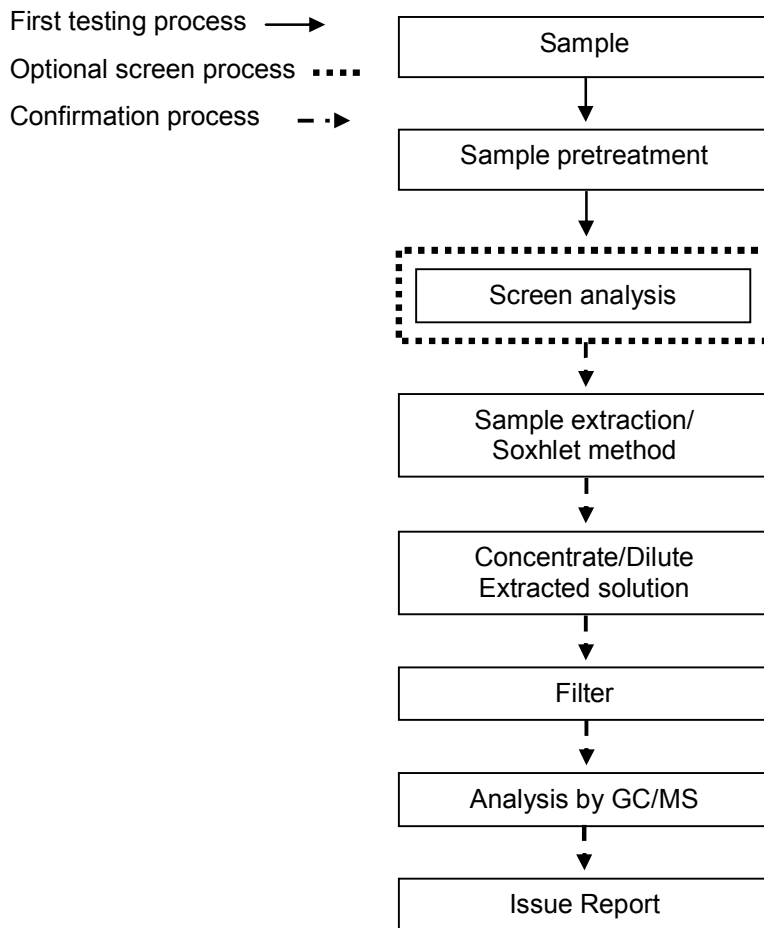 First testing process
Optional screen process
Confirmation process
Sample
Sample pretreatment
Screen analysis
Sample extraction/
Soxhlet method
Concentrate/Dilute
Extracted solution
Filter
Analysis by GC/MS
Issue Report